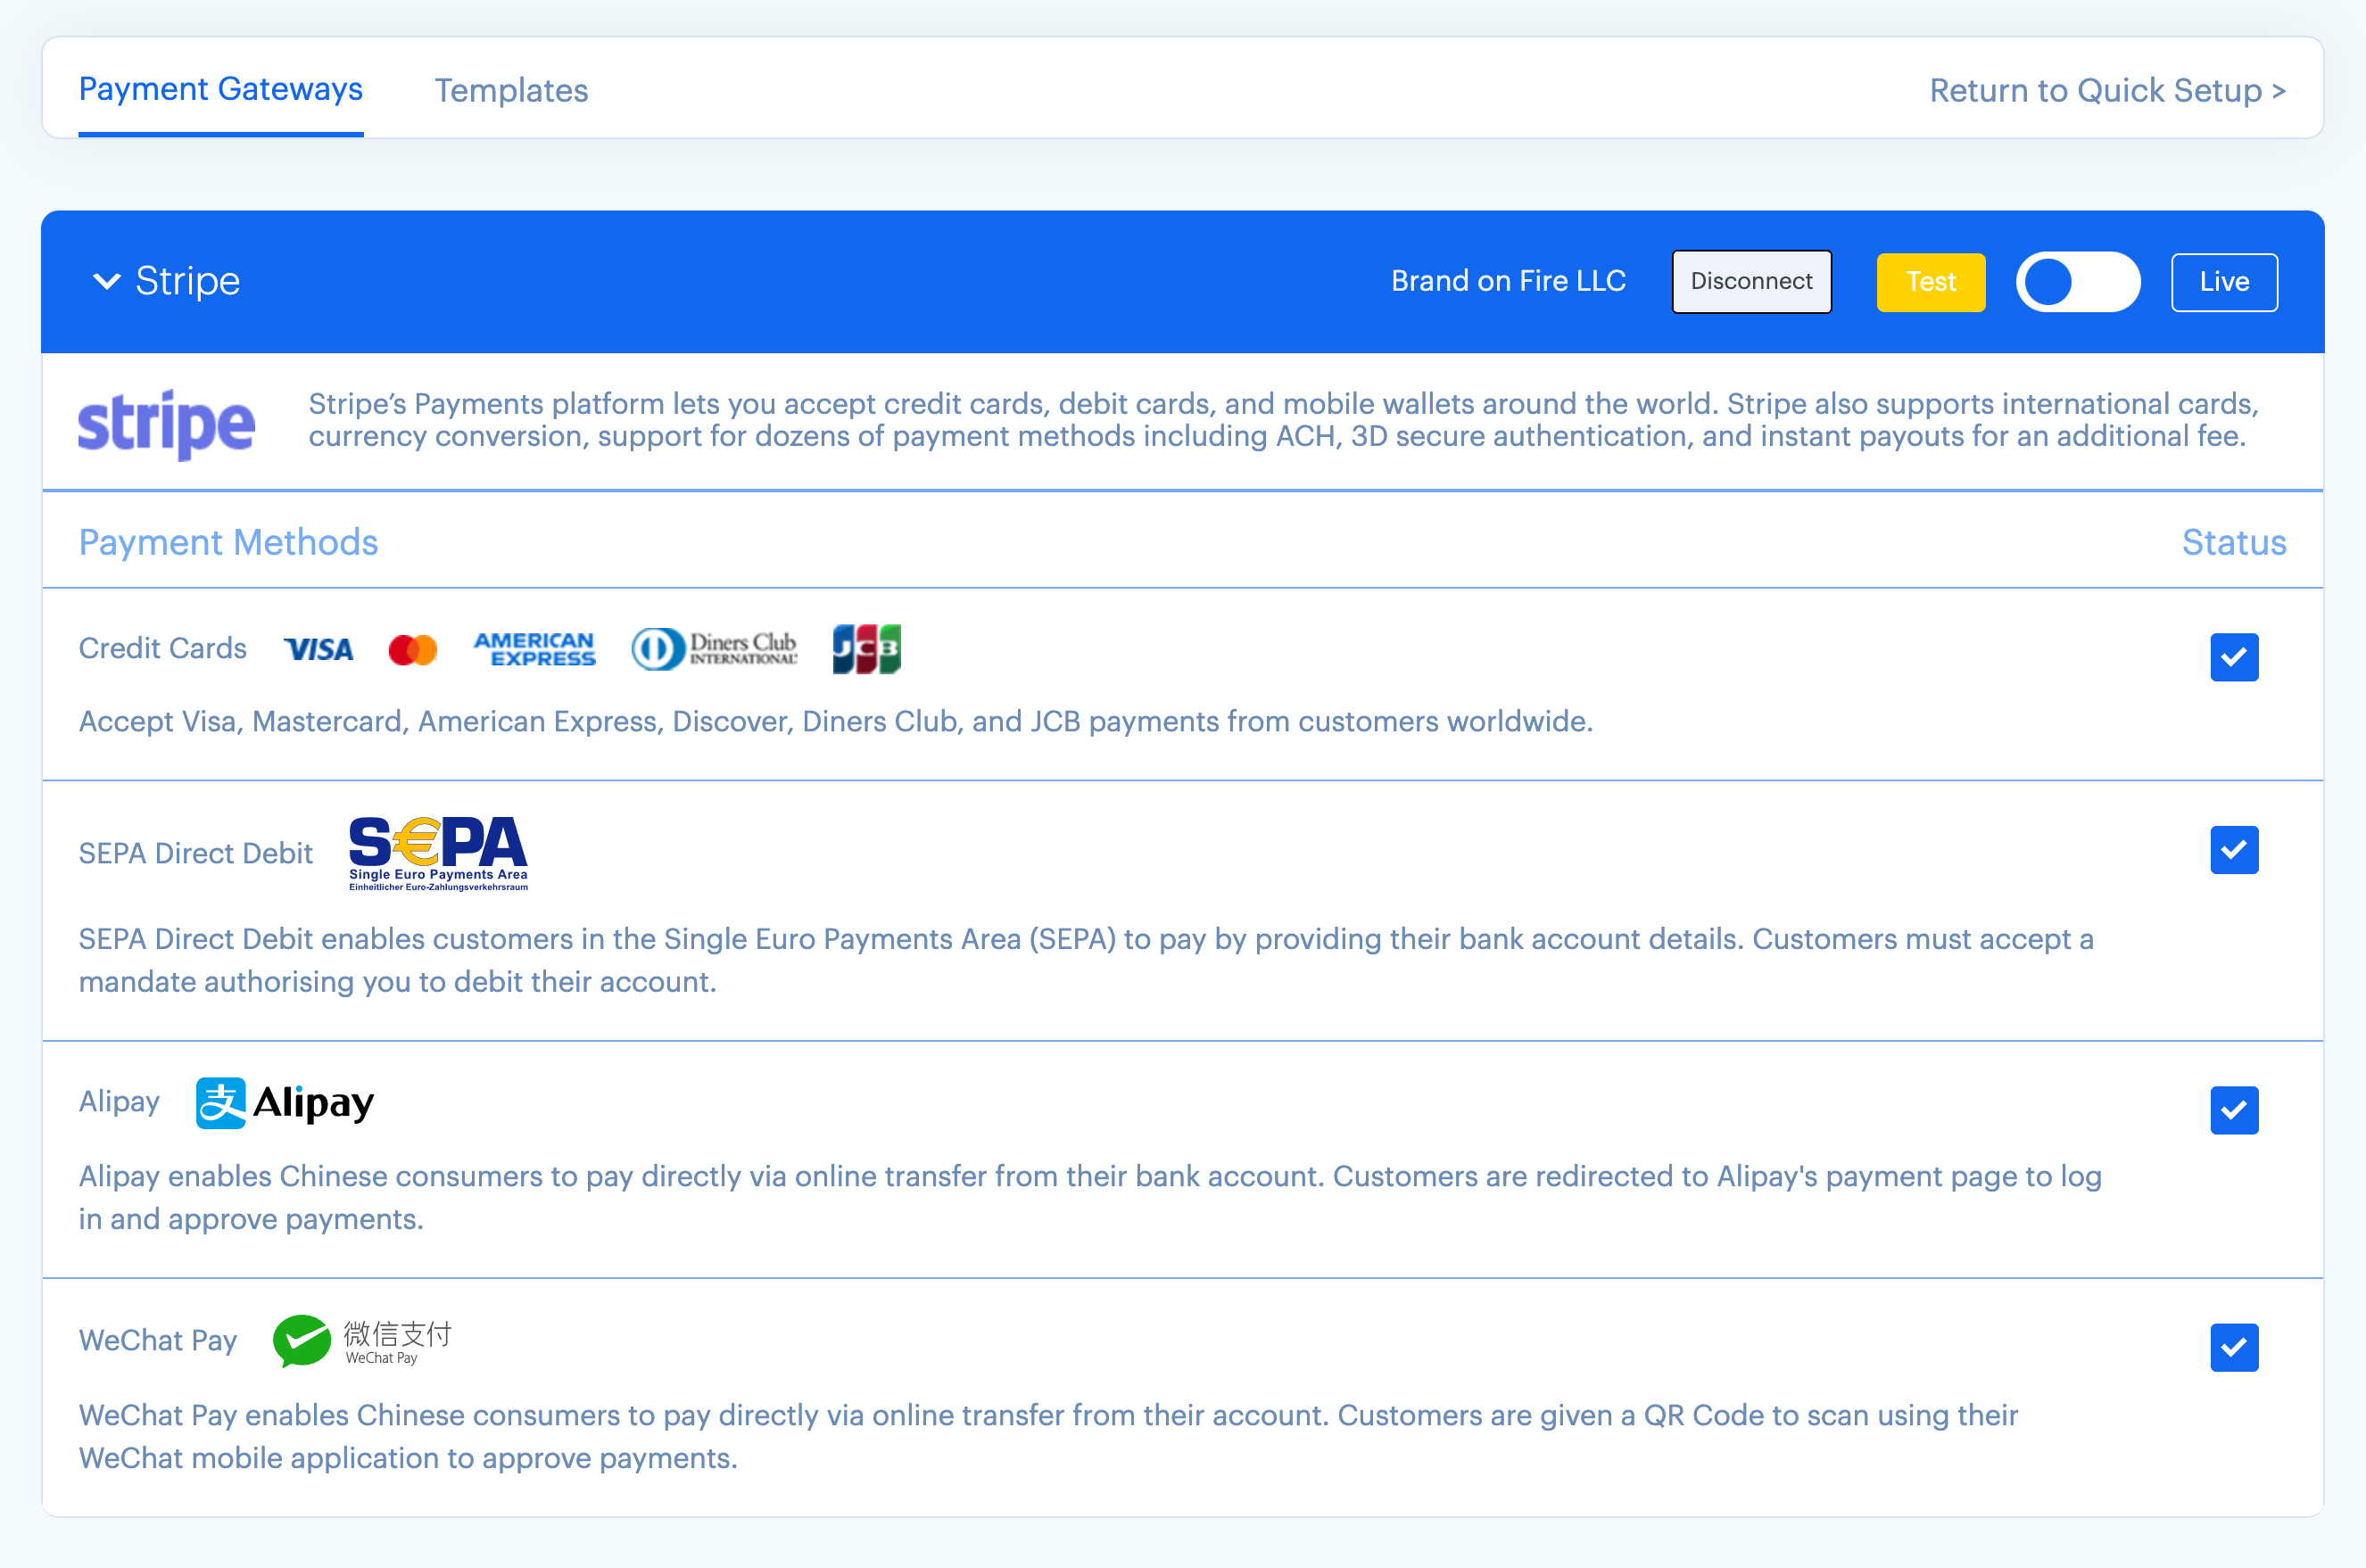 Payment Gateways
Templates
Return to Quick Setup >
Stripe
Brand on Fire LLC
Disconnect
Test
Live
stripe
Stripe’s Payments platform lets you accept credit cards, debit cards, and mobile wallets around the world. Stripe also supports international cards,
currency conversion, support for dozens of payment methods including ACH, 3D secure authentication, and instant payouts for an additional fee.
Payment Methods
Status
Credit Cards
VISA
AMERICAN
EXPRESS
Diners Club
INTERNATIONAL
JCB
Accept Visa, Mastercard, American Express, Discover, Diners Club, and JCB payments from customers worldwide.
SEPA Direct Debit
S€PA
Single Euro Payments Area
Einheitlicher Euro-Zahlungsverkehrsraum
SEPA Direct Debit enables customers in the Single Euro Payments Area (SEPA) to pay by providing their bank account details. Customers must accept a
mandate authorising you to debit their account.
Alipay
支 Alipay
Alipay enables Chinese consumers to pay directly via online transfer from their bank account. Customers are redirected to Alipay's payment page to log
in and approve payments.
WeChat Pay
微信支付
WeChat Pay
WeChat Pay enables Chinese consumers to pay directly via online transfer from their account. Customers are given a QR Code to scan using their
WeChat mobile application to approve payments.